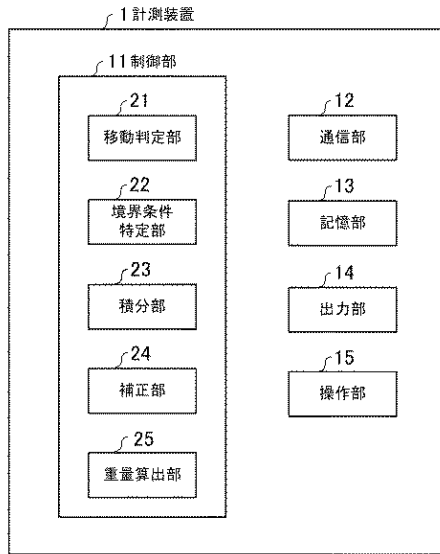 1 計測装置
11 制御部
21
移動判定部
22
境界条件
特定部
23
積分部
24
補正部
25
重量算出部
12
通信部
13
記憶部
14
出力部
15
操作部